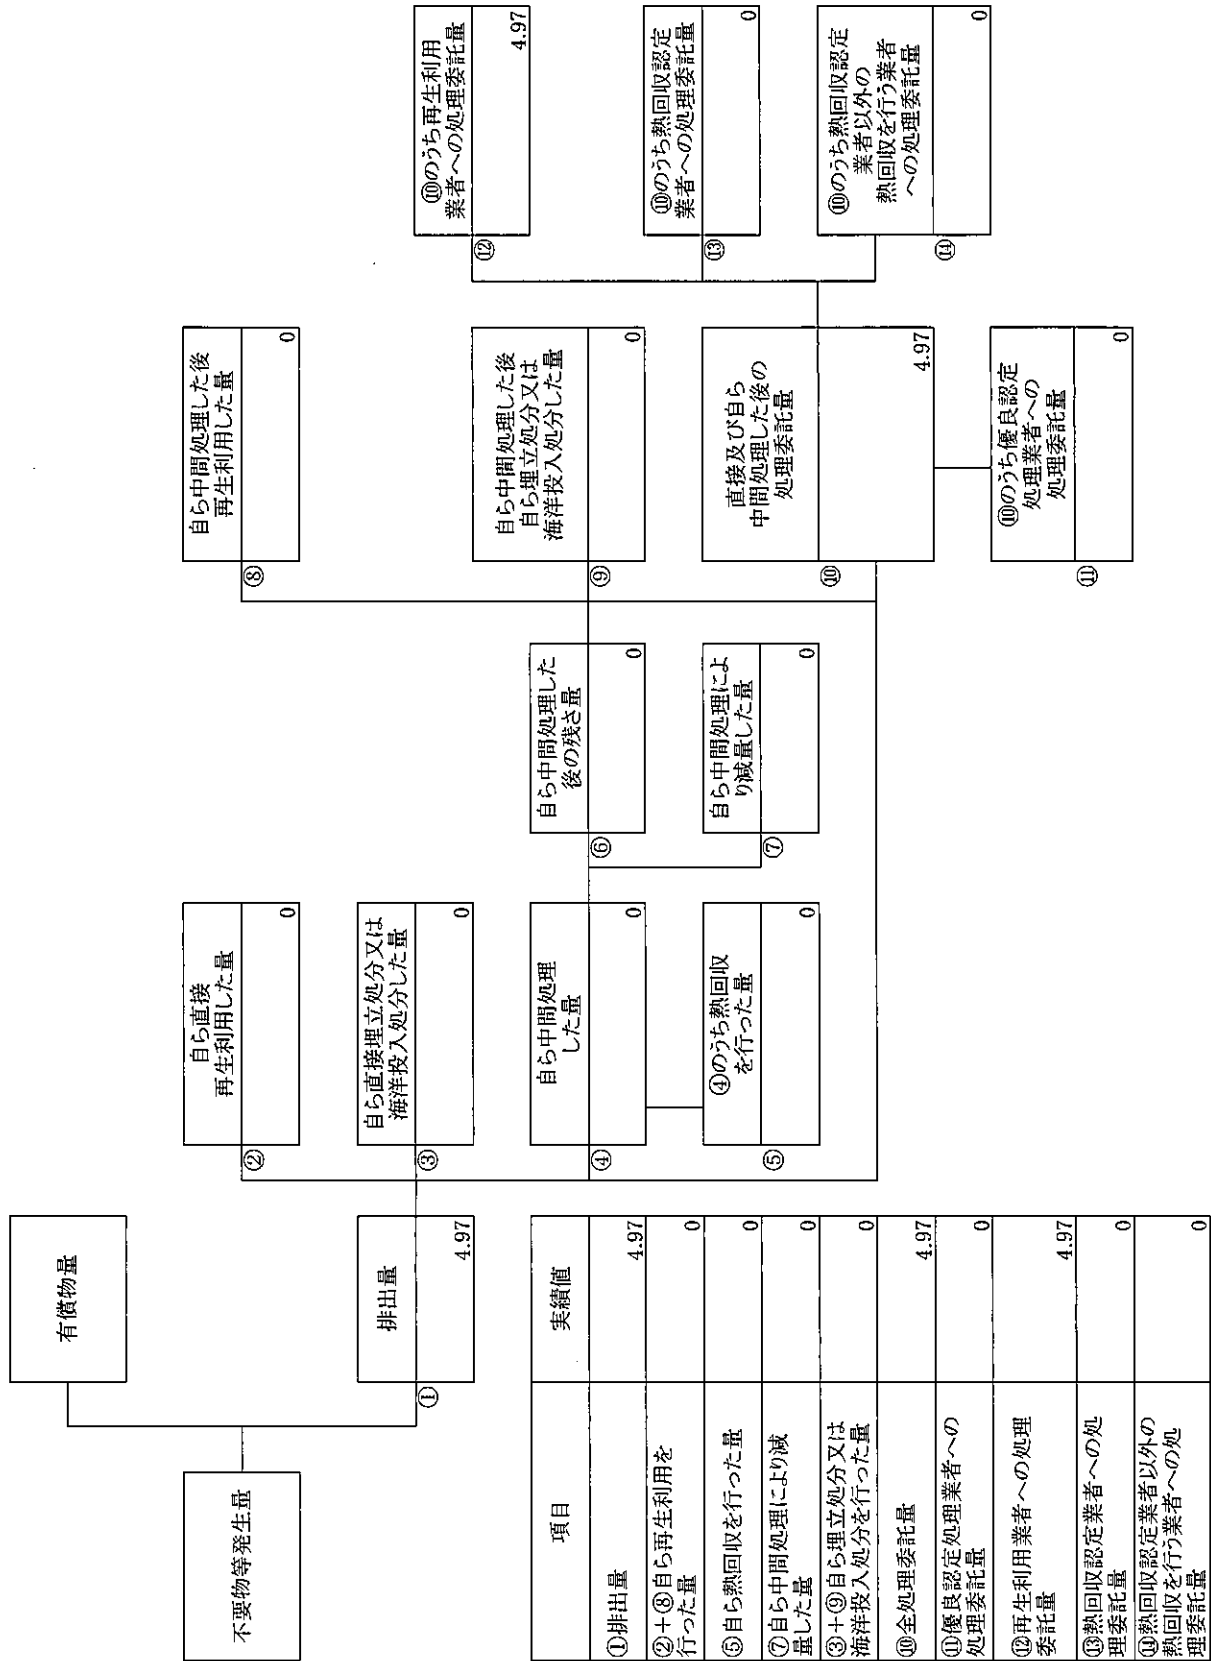 不要物等発生量
有償物量
①
排出量
4.97
②
自ら直接
再生利用した量
0
③
自ら直接埋立処分又は
海洋投入処分した量
0
④
自ら中間処理
した量
0
⑤
④のうち熱回収
を行った量
0
⑥
自ら中間処理した
後の残さ量
0
⑦
自ら中間処理によ
り減量した量
0
⑧
自ら中間処理した後
再生利用した量
0
⑨
自ら中間処理した後
自ら埋立処分又は
海洋投入処分した量
0
⑩
直接及び自ら
中間処理した後の
処理委託量
4.97
⑪
⑩のうち優良認定
処理業者への
処理委託量
0
⑫
⑩のうち再生利用
業者への処理委託量
4.97
⑬
⑩のうち熱回収認定
業者への処理委託量
0
⑭
⑩のうち熱回収認定
業者以外の
熱回収を行う業者
への処理委託量
0
項目 実績値
①排出量 4.97
②+⑧自ら再生利用を
行った量 0
⑤自ら熱回収を行った量 0
⑦自ら中間処理により減
量した量 0
③+⑨自ら埋立処分又は
海洋投入処分を行った量 0
⑩全処理委託量 4.97
⑪優良認定処理業者への
処理委託量 0
⑫再生利用業者への処理
委託量 4.97
⑬熱回収認定業者への処
理委託量 0
⑭熱回収認定業者以外の
熱回収を行う業者への処
理委託量 0